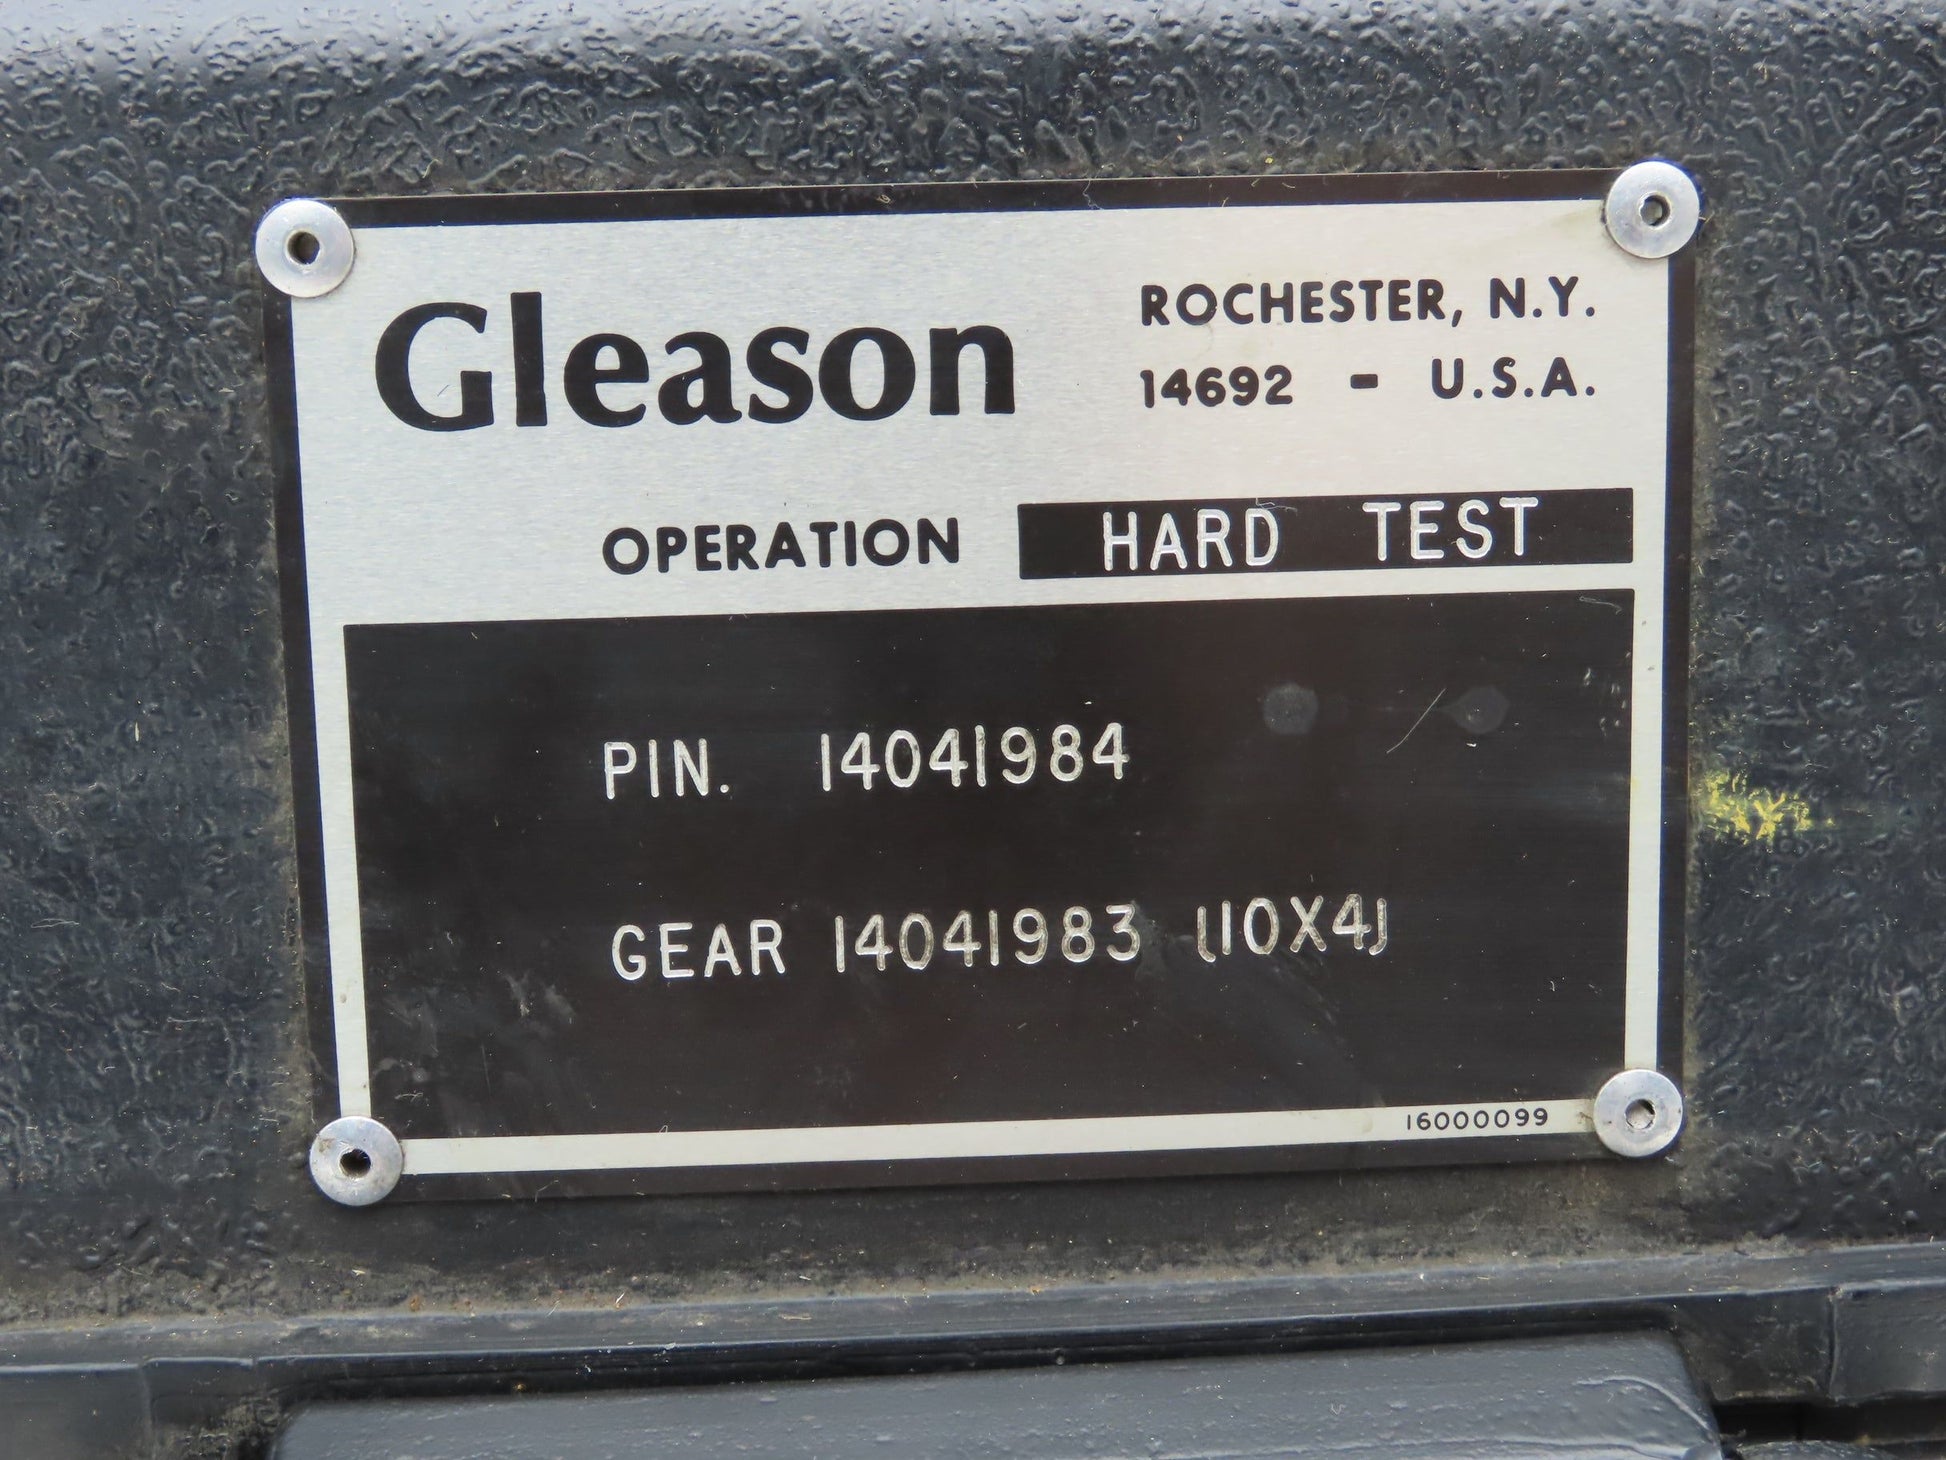 Gleason
ROCHESTER, N.Y.
14692 - U.S.A.
OPERATION HARD TEST
PIN. 14041984
GEAR 14041983 (10X4)
16000099